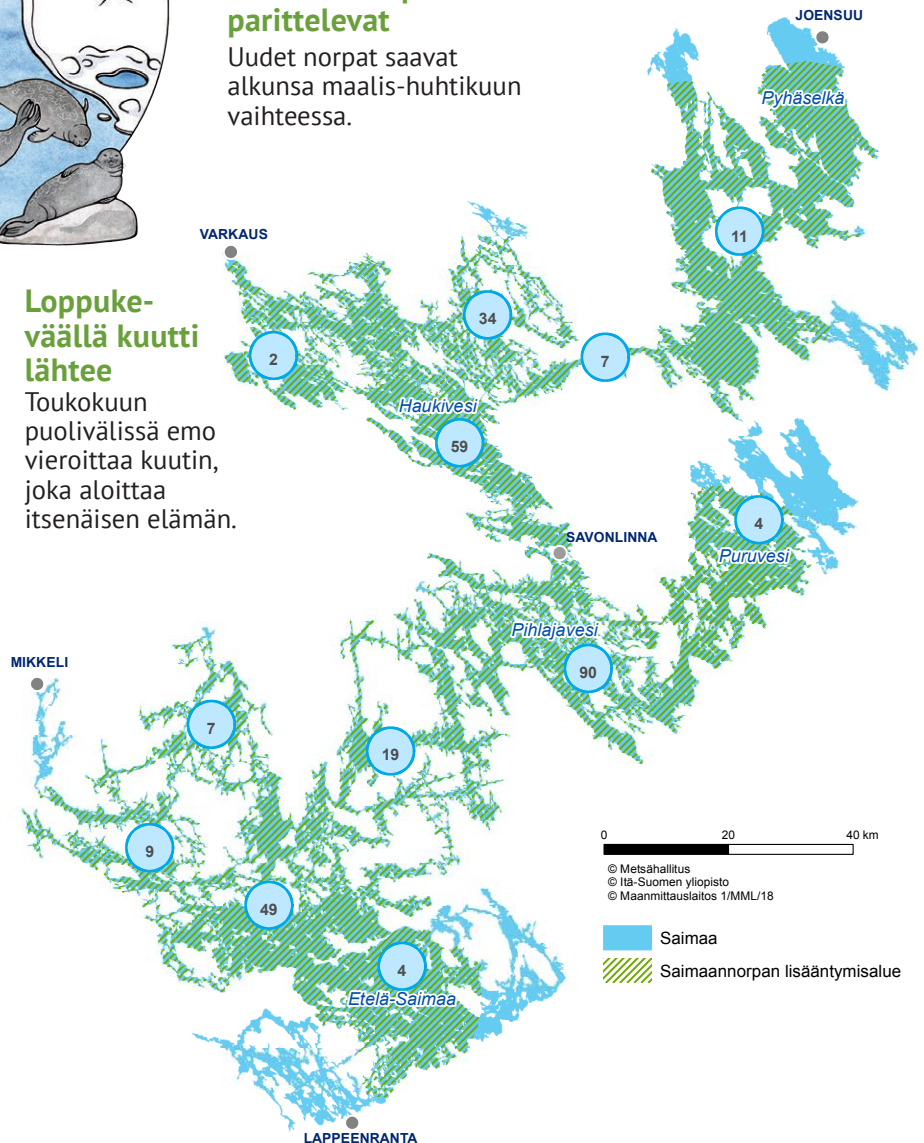 parittelevat
Uudet norpat saavat
alkunsa maalis-huhtikuun
vaihteessa.
Loppuke-
väällä kuutti
lähtee
Toukokuun
puolivälissä emo
vieroittaa kuutin,
joka aloittaa
itsenäisen elämän.
JOENSUU
Pyhäselkä
11
VARKAUS
34
2
7
Haukivesi
59
4
Puruvesi
SAVONLINNA
Pihlajavesi
90
MIKKELI
7
19
9
49
4
Etelä-Saimaa
LAPPEENRANTA
0 20 40 km
© Metsähallitus
© Itä-Suomen yliopisto
© Maanmittauslaitos 1/MML/18
Saimaa
Saimaannorpan lisääntymisalue